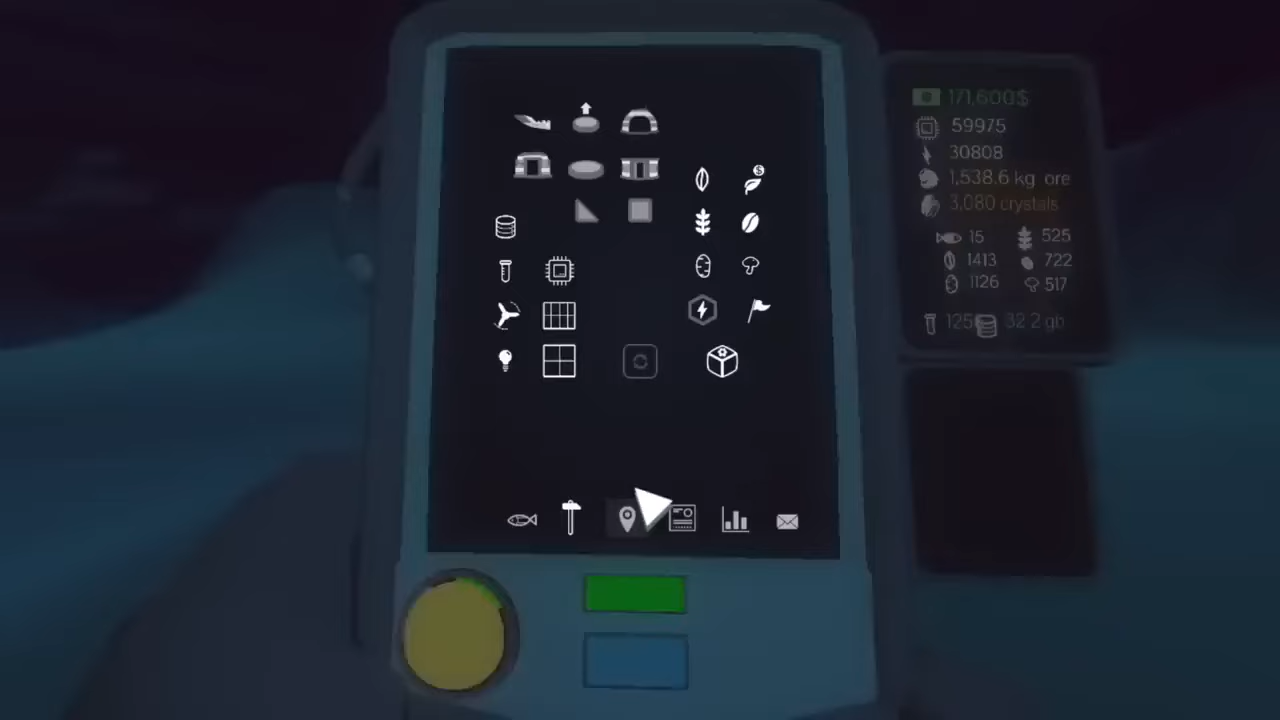 171,600$
59975
3080B
1,538.6 kg ore
3,080 crystals
15 525
1413 722
1126 517
125 32.2 gb